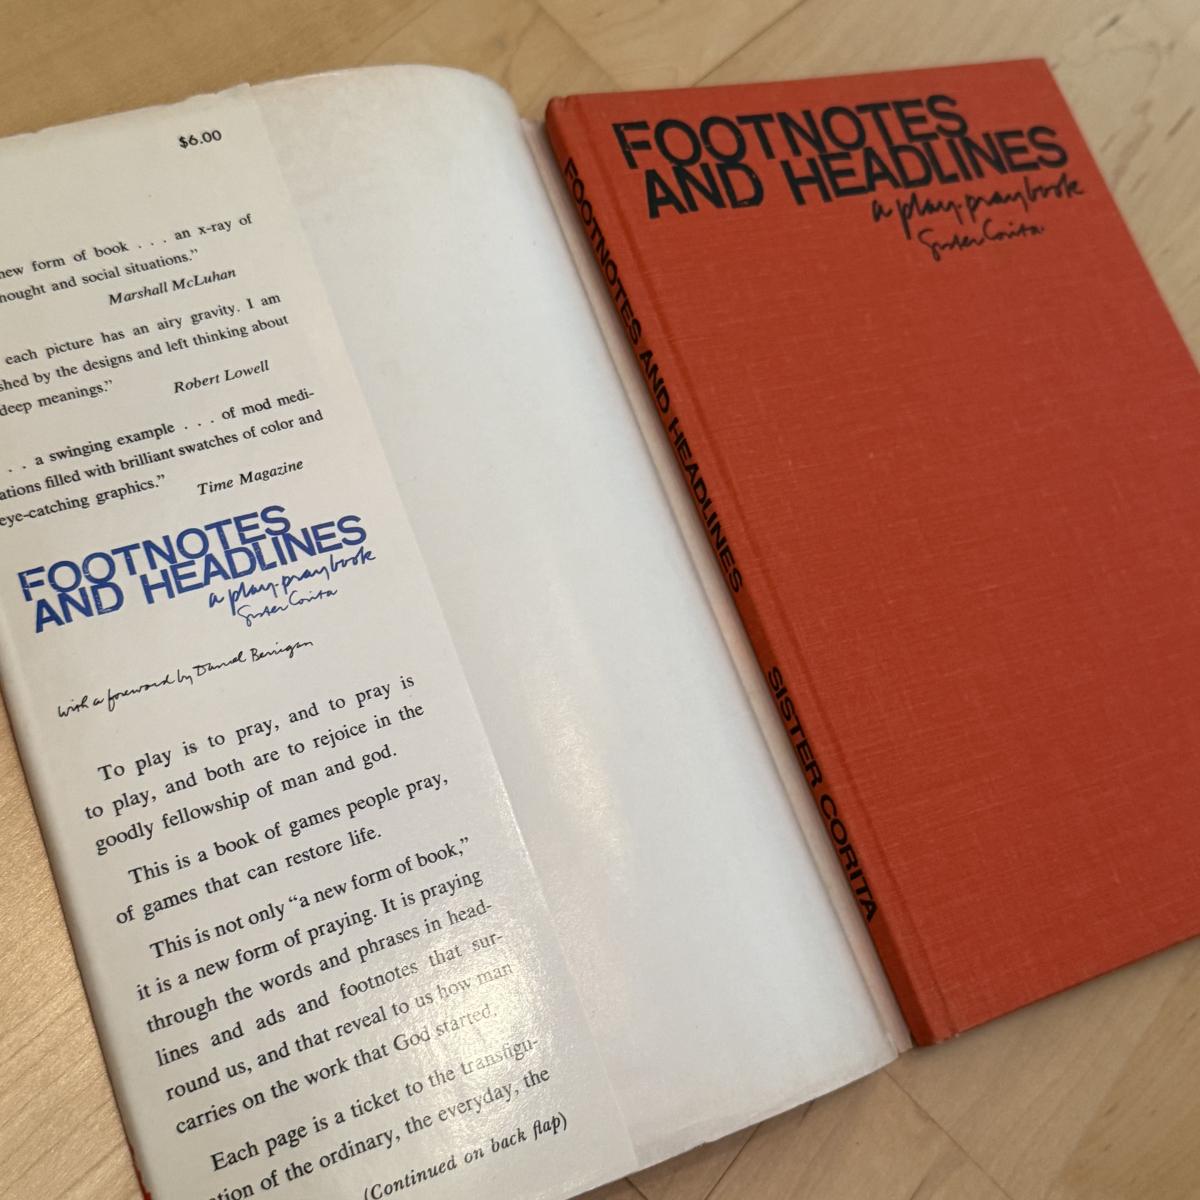 $6.00
new form of book . . . an x-ray of
hought and social situations."
Marshall McLuhan
each picture has an airy gravity. I am
shed by the designs and left thinking about
deep meanings."
Robert Lowell
. . a swinging example . . . of mod medi-
ations filled with brilliant swatches of color and
eye-catching graphics."
Time Magazine
FOOTNOTES
AND HEADLINES
a play-pray book
Sister Corita
with a foreword by Daniel Berrigan
To play is to pray, and to pray is
to play, and both are to rejoice in the
goodly fellowship of man and god.
This is a book of games people pray,
of games that can restore life.
This is not only "a new form of book,"
it is a new form of praying. It is praying
through the words and phrases in head-
lines and ads and footnotes that sur-
round us, and that reveal to us how man
carries on the work that God started.
Each page is a ticket to the transfigu-
ation of the ordinary, the everyday, the
(Continued on back flap)
FOOTNOTES AND HEADLINES
SISTER CORITA
FOOTNOTES
AND HEADLINES
a play-pray book
Sister Corita